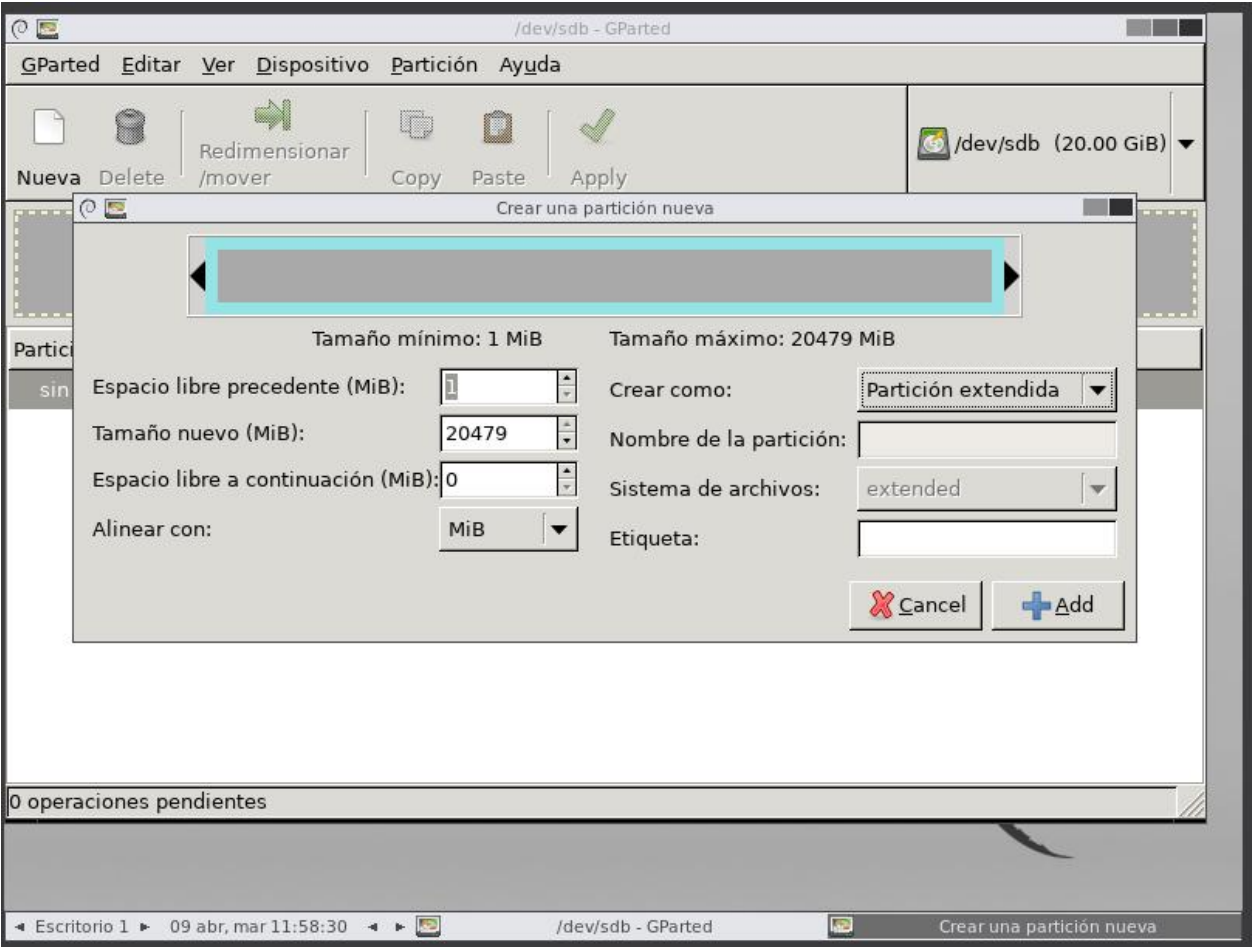 /dev/sdb - GParted
GParted Editar Ver Dispositivo Partición Ayuda
Nueva Delete Redimensionar /mover Copy Paste Apply
/dev/sdb (20.00 GiB)
Crear una partición nueva
Tamaño mínimo: 1 MiB Tamaño máximo: 20479 MiB
Partici
sin
Espacio libre precedente (MiB): 1
Crear como: Partición extendida
Tamaño nuevo (MiB): 20479
Nombre de la partición:
Espacio libre a continuación (MiB): 0
Sistema de archivos: extended
Alinear con: MiB
Etiqueta:
Cancel Add
0 operaciones pendientes
Escritorio 1 09 abr, mar 11:58:30 /dev/sdb - GParted Crear una partición nueva